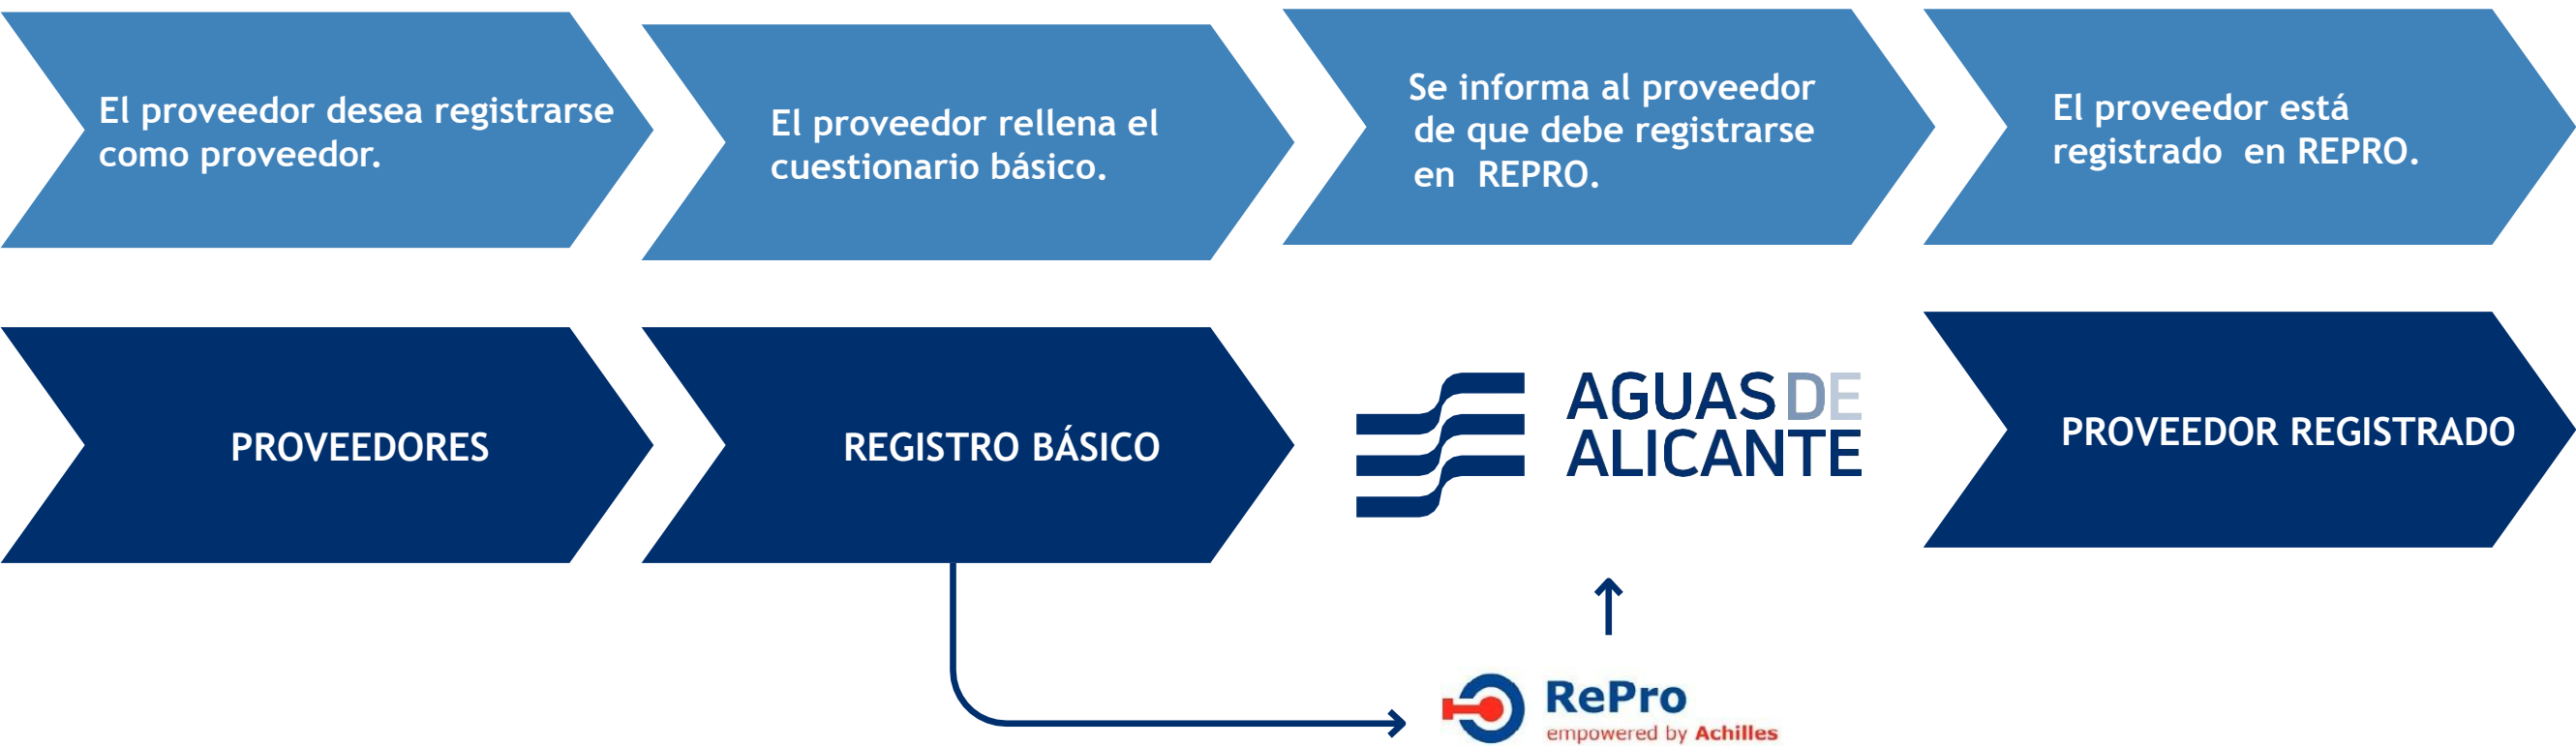 El proveedor desea registrarse
como proveedor.
El proveedor rellena el
cuestionario básico.
Se informa al proveedor
de que debe registrarse
en REPRO.
El proveedor está
registrado en REPRO.
PROVEEDORES
REGISTRO BÁSICO
AGUAS DE
ALICANTE
PROVEEDOR REGISTRADO
RePro
empowered by Achilles